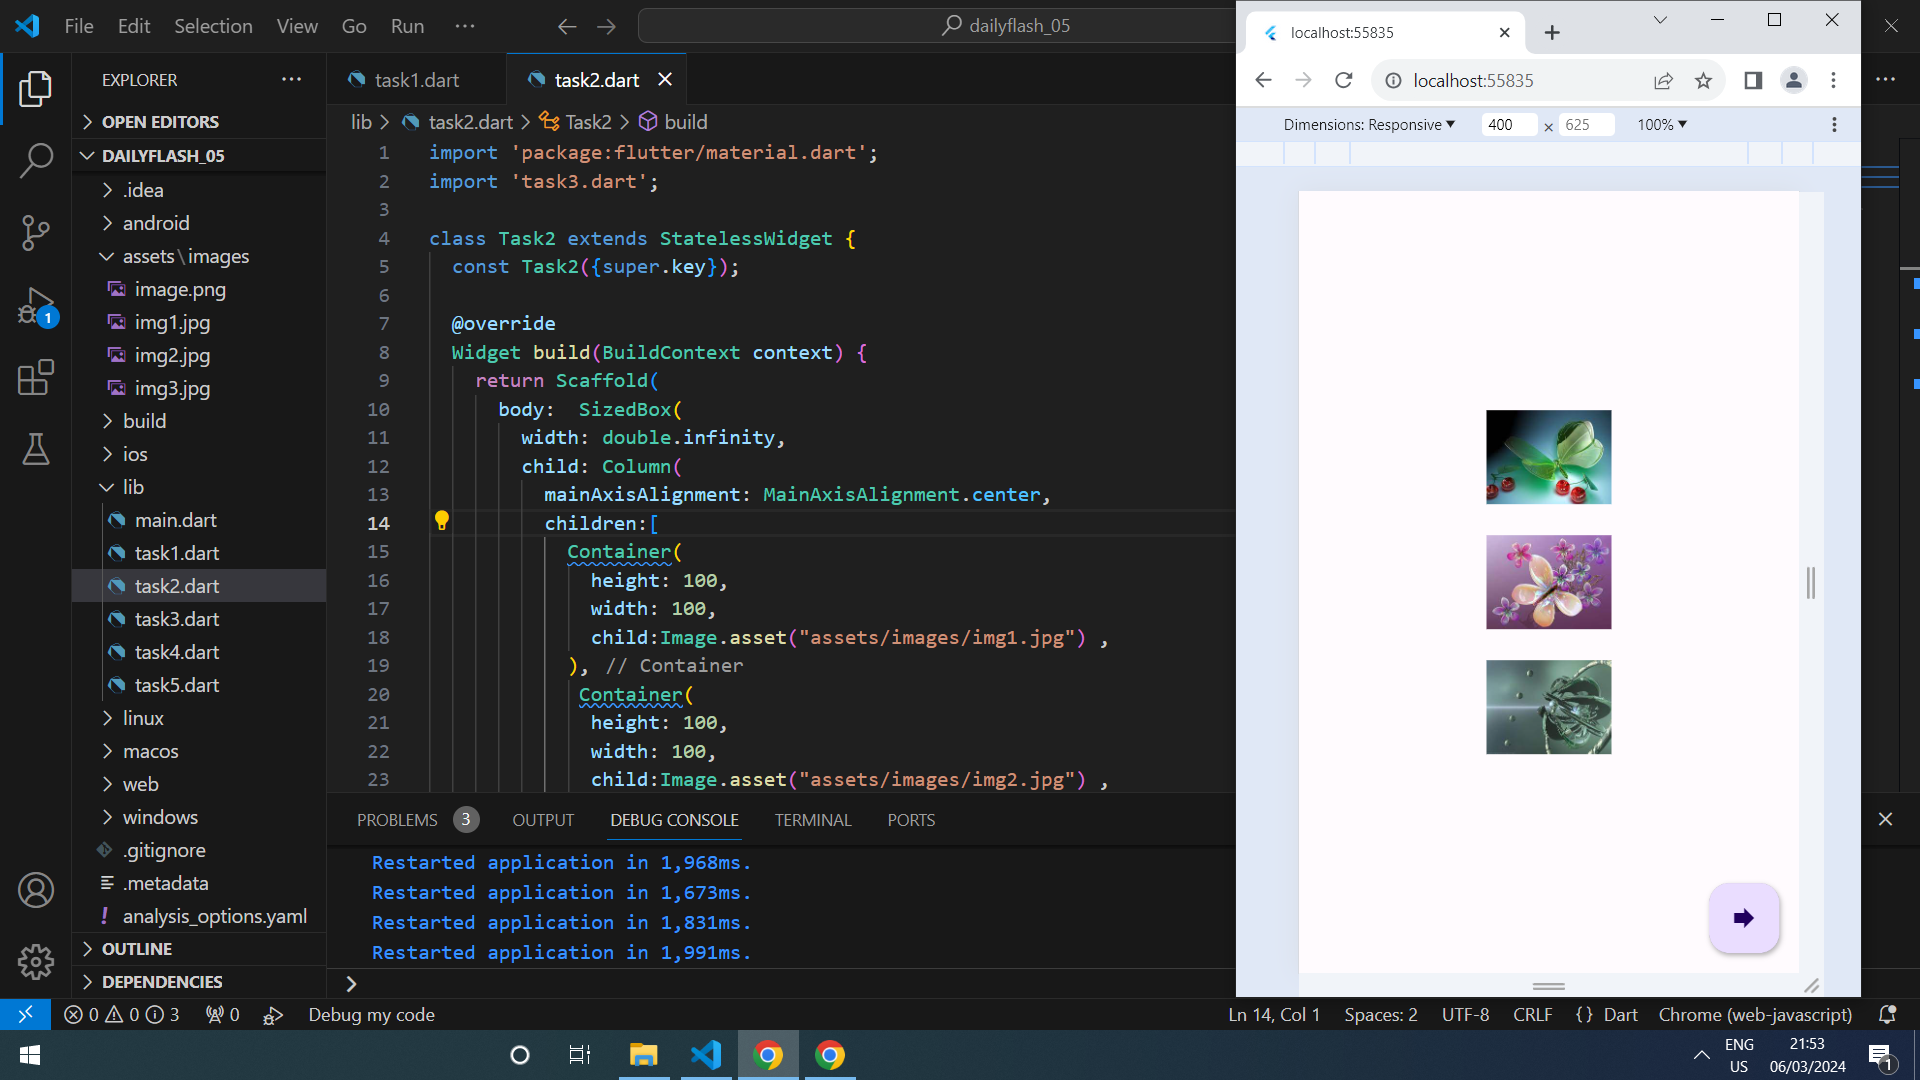 File Edit Selection View Go Run ···
dailyflash_05
EXPLORER
OPEN EDITORS
DAILYFLASH_05
.idea
android
assets\images
image.png
img1.jpg
img2.jpg
img3.jpg
build
ios
lib
main.dart
task1.dart
task2.dart
task3.dart
task4.dart
task5.dart
linux
macos
web
windows
.gitignore
.metadata
analysis_options.yaml
OUTLINE
DEPENDENCIES
1
task1.dart
task2.dart
lib > task2.dart > Task2 > build
1 import 'package:flutter/material.dart';
2 import 'task3.dart';
3
4 class Task2 extends StatelessWidget {
5 const Task2({super.key});
6
7 @override
8 Widget build(BuildContext context) {
9 return Scaffold(
10 body:  SizedBox(
11 width: double.infinity,
12 child: Column(
13 mainAxisAlignment: MainAxisAlignment.center,
14 children:[
15 Container(
16 height: 100,
17 width: 100,
18 child:Image.asset("assets/images/img1.jpg") ,
19 ), // Container
20 Container(
21 height: 100,
22 width: 100,
23 child:Image.asset("assets/images/img2.jpg") ,
PROBLEMS 3 OUTPUT DEBUG CONSOLE TERMINAL PORTS
Restarted application in 1,968ms.
Restarted application in 1,673ms.
Restarted application in 1,831ms.
Restarted application in 1,991ms.
localhost:55835
localhost:55835
Dimensions: Responsive 400 × 625 100%
0 0 3 0 Debug my code
Ln 14, Col 1 Spaces: 2 UTF-8 CRLF {} Dart Chrome (web-javascript)
ENG
US
21:53
06/03/2024
1